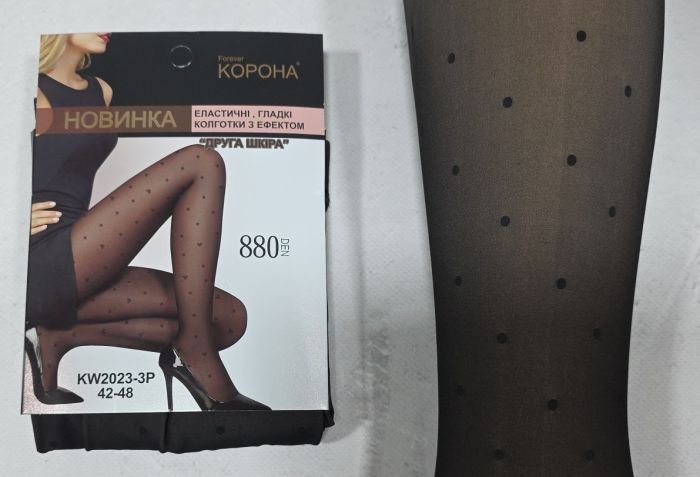 Forever
КОРОНА®
НОВИНКА
ЕЛАСТИЧНІ , ГЛАДКІ
КОЛГОТКИ З ЕФЕКТОМ
"ДРУГА ШКІРА"
880 DEN
KW2023-3P
42-48